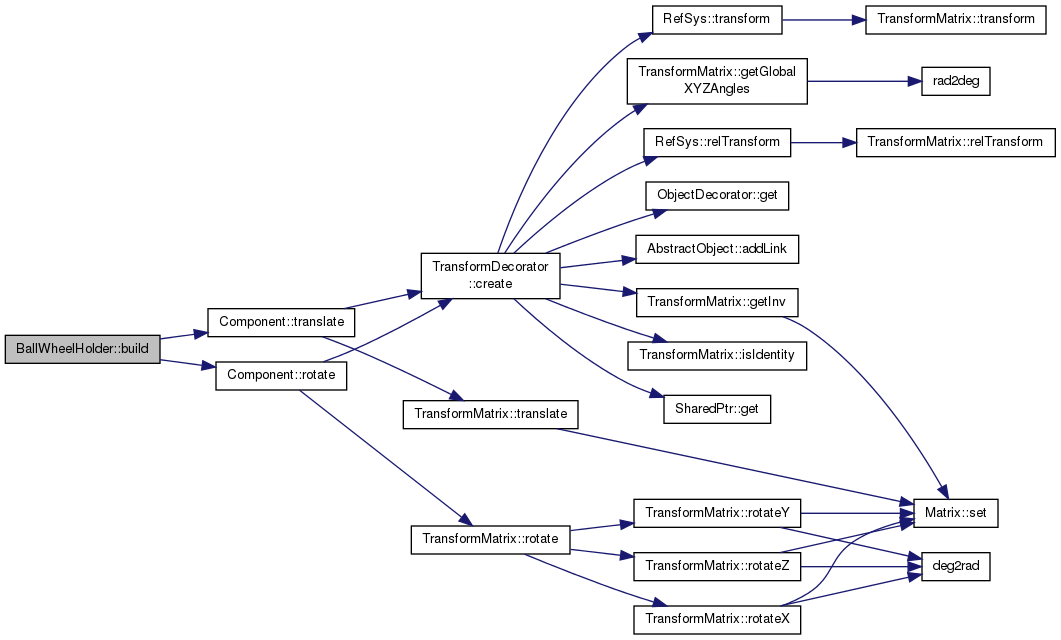 BallWheelHolder::build
Component::translate
Component::rotate
TransformDecorator
::create
TransformMatrix::translate
TransformMatrix::rotate
RefSys::transform
TransformMatrix::getGlobal
XYZAngles
RefSys::relTransform
ObjectDecorator::get
AbstractObject::addLink
TransformMatrix::getInv
TransformMatrix::isIdentity
SharedPtr::get
TransformMatrix::rotateY
TransformMatrix::rotateZ
TransformMatrix::rotateX
TransformMatrix::transform
rad2deg
TransformMatrix::relTransform
Matrix::set
deg2rad